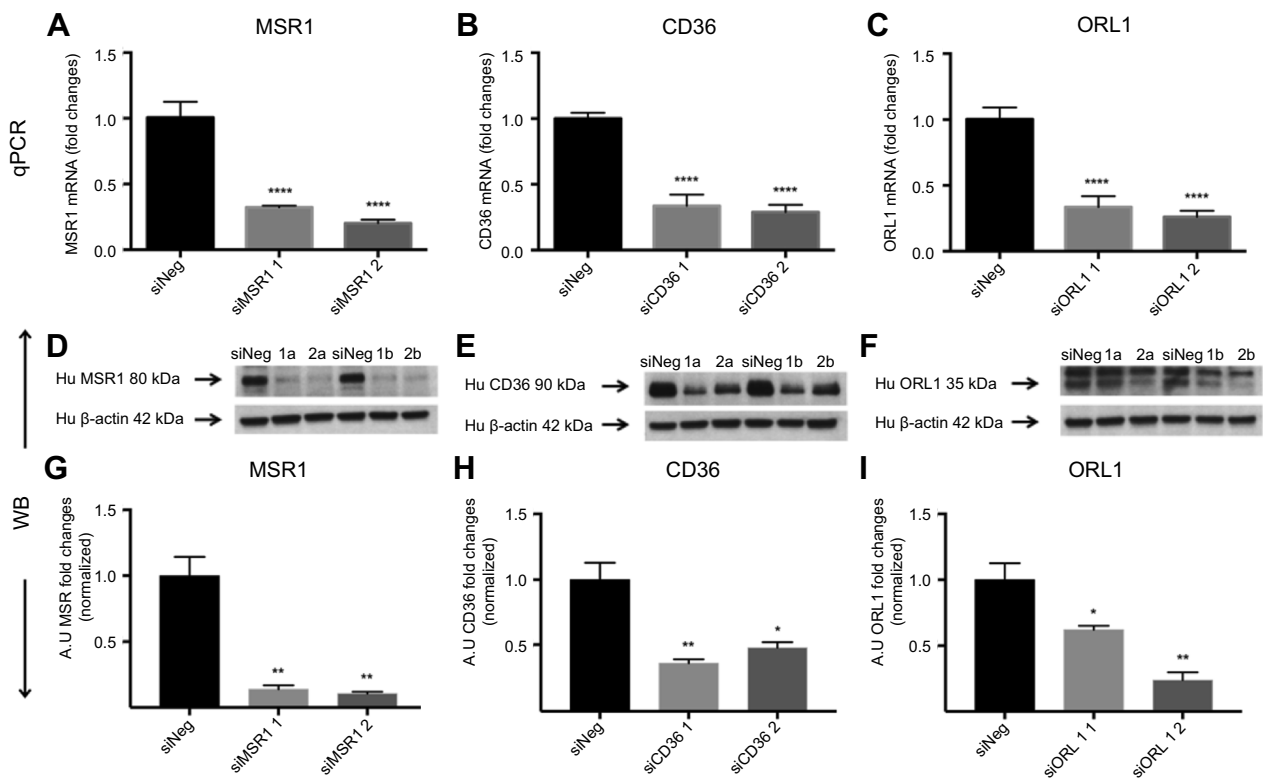 A
MSR1
B
CD36
C
ORL1
qPCR
MSR1 mRNA (fold changes)
1.5
1.0
0.5
0.0
****
****
siNeg
siMSR1 1
siMSR1 2
CD36 mRNA (fold changes)
1.5
1.0
0.5
0.0
****
****
siNeg
siCD36 1
siCD36 2
ORL1 mRNA (fold changes)
1.5
1.0
0.5
0.0
****
****
siNeg
siORL1 1
siORL1 2
D
siNeg 1a 2a siNeg 1b 2b
Hu MSR1 80 kDa
Hu β-actin 42 kDa
E
siNeg 1a 2a siNeg 1b 2b
Hu CD36 90 kDa
Hu β-actin 42 kDa
F
siNeg 1a 2a siNeg 1b 2b
Hu ORL1 35 kDa
Hu β-actin 42 kDa
WB
G
MSR1
A.U MSR fold changes
(normalized)
1.5
1.0
0.5
**
**
siNeg
siMSR1 1
siMSR1 2
H
CD36
A.U CD36 fold changes
(normalized)
1.5
1.0
0.5
**
*
siNeg
siCD36 1
siCD36 2
I
ORL1
A.U ORL1 fold changes
(normalized)
1.5
1.0
0.5
*
**
siNeg
siORL 1 1
siORL 1 2